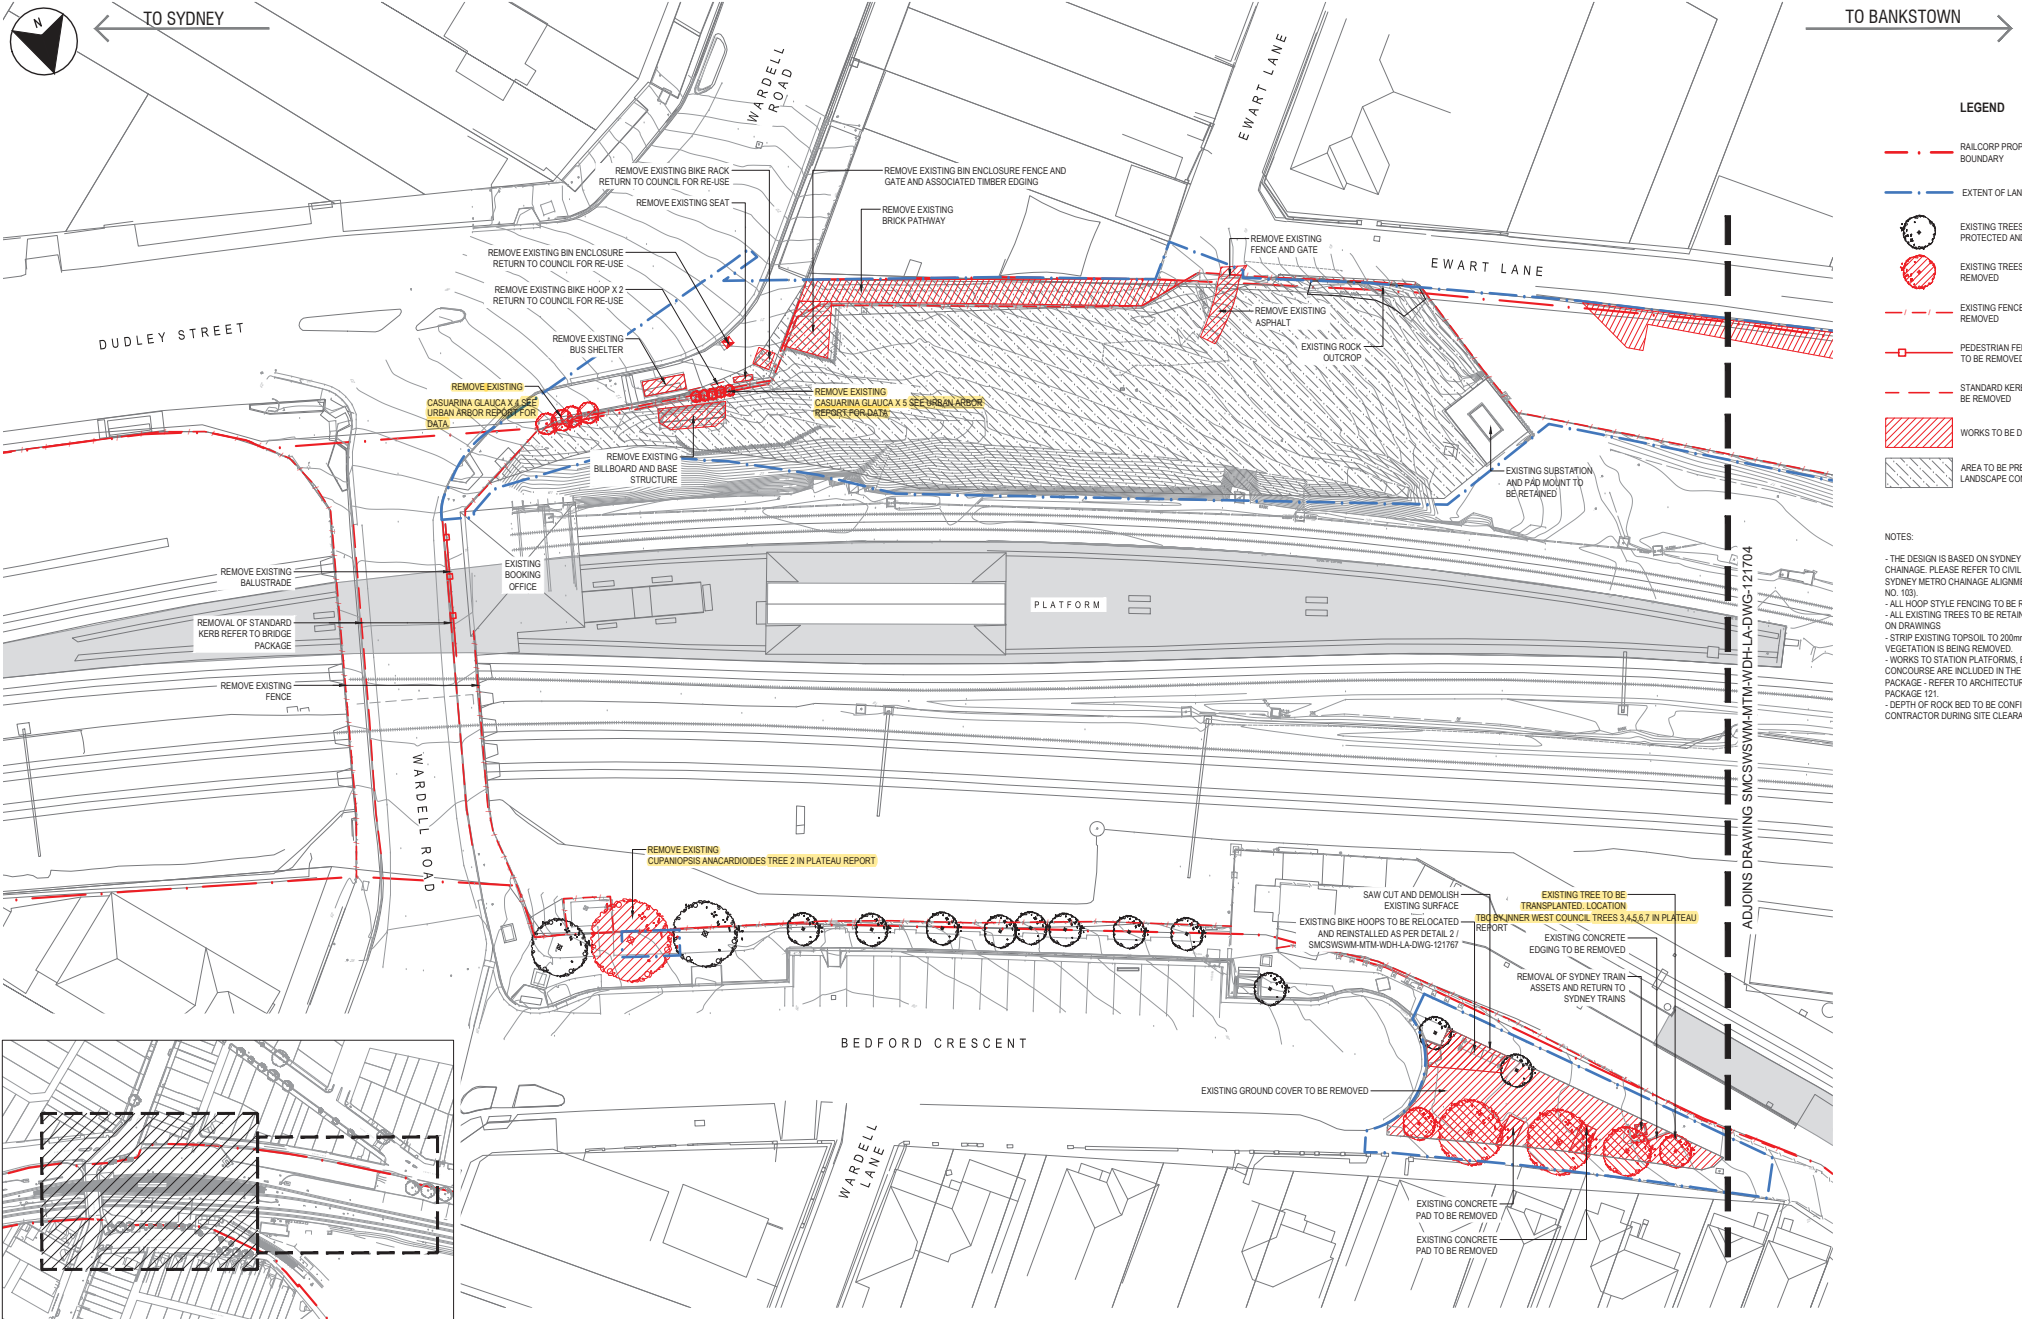 N
TO SYDNEY
TO BANKSTOWN
WARDELL
ROAD
EWART LANE
REMOVE EXISTING BIKE RACK
RETURN TO COUNCIL FOR RE-USE
REMOVE EXISTING SEAT
REMOVE EXISTING BIN ENCLOSURE FENCE AND
GATE AND ASSOCIATED TIMBER EDGING
REMOVE EXISTING
BRICK PATHWAY
REMOVE EXISTING BIN ENCLOSURE
RETURN TO COUNCIL FOR RE-USE
REMOVE EXISTING
FENCE AND GATE
EWART LANE
REMOVE EXISTING BIKE HOOP X 2
RETURN TO COUNCIL FOR RE-USE
REMOVE EXISTING
ASPHALT
DUDLEY STREET
REMOVE EXISTING
BUS SHELTER
EXISTING ROCK
OUTCROP
REMOVE EXISTING
CASUARINA GLAUCA X 4 SEE
URBAN ARBOR REPORT FOR
DATA
REMOVE EXISTING
CASUARINA GLAUCA X 5 SEE URBAN ARBOR
REPORT FOR DATA
REMOVE EXISTING
BILLBOARD AND BASE
STRUCTURE
EXISTING SUBSTATION
AND PAD MOUNT TO
BE RETAINED
EXISTING
BOOKING
OFFICE
REMOVE EXISTING
BALUSTRADE
PLATFORM
REMOVAL OF STANDARD
KERB REFER TO BRIDGE
PACKAGE
REMOVE EXISTING
FENCE
WARDELL ROAD
REMOVE EXISTING
CUPANIOPSIS ANACARDIOIDES TREE 2 IN PLATEAU REPORT
SAW CUT AND DEMOLISH
EXISTING SURFACE
EXISTING BIKE HOOPS TO BE RELOCATED
AND REINSTALLED AS PER DETAIL 2 /
SMCSWSWM-MTM-WDH-LA-DWG-121767
EXISTING TREE TO BE
TRANSPLANTED. LOCATION
TBC BY INNER WEST COUNCIL TREES 3,4,5,6,7 IN PLATEAU
REPORT
EXISTING CONCRETE
EDGING TO BE REMOVED
REMOVAL OF SYDNEY TRAIN
ASSETS AND RETURN TO
SYDNEY TRAINS
BEDFORD CRESCENT
EXISTING GROUND COVER TO BE REMOVED
WARDELL
LANE
EXISTING CONCRETE
PAD TO BE REMOVED
EXISTING CONCRETE
PAD TO BE REMOVED
ADJOINS DRAWING SMCSWSWM-MTM-WDH-LA-DWG-121704
LEGEND
RAILCORP PROP
BOUNDARY
EXTENT OF LAN
EXISTING TREES
PROTECTED AND
EXISTING TREES
REMOVED
EXISTING FENCE
REMOVED
PEDESTRIAN FE
TO BE REMOVED
STANDARD KERB
BE REMOVED
WORKS TO BE D
AREA TO BE PRE
LANDSCAPE CON
NOTES:
- THE DESIGN IS BASED ON SYDNEY
CHAINAGE. PLEASE REFER TO CIVIL
SYDNEY METRO CHAINAGE ALIGNME
NO. 103).
- ALL HOOP STYLE FENCING TO BE R
- ALL EXISTING TREES TO BE RETAIN
ON DRAWINGS
- STRIP EXISTING TOPSOIL TO 200mm
VEGETATION IS BEING REMOVED.
- WORKS TO STATION PLATFORMS, B
CONCOURSE ARE INCLUDED IN THE
PACKAGE - REFER TO ARCHITECTUR
PACKAGE 121.
- DEPTH OF ROCK BED TO BE CONFI
CONTRACTOR DURING SITE CLEARA